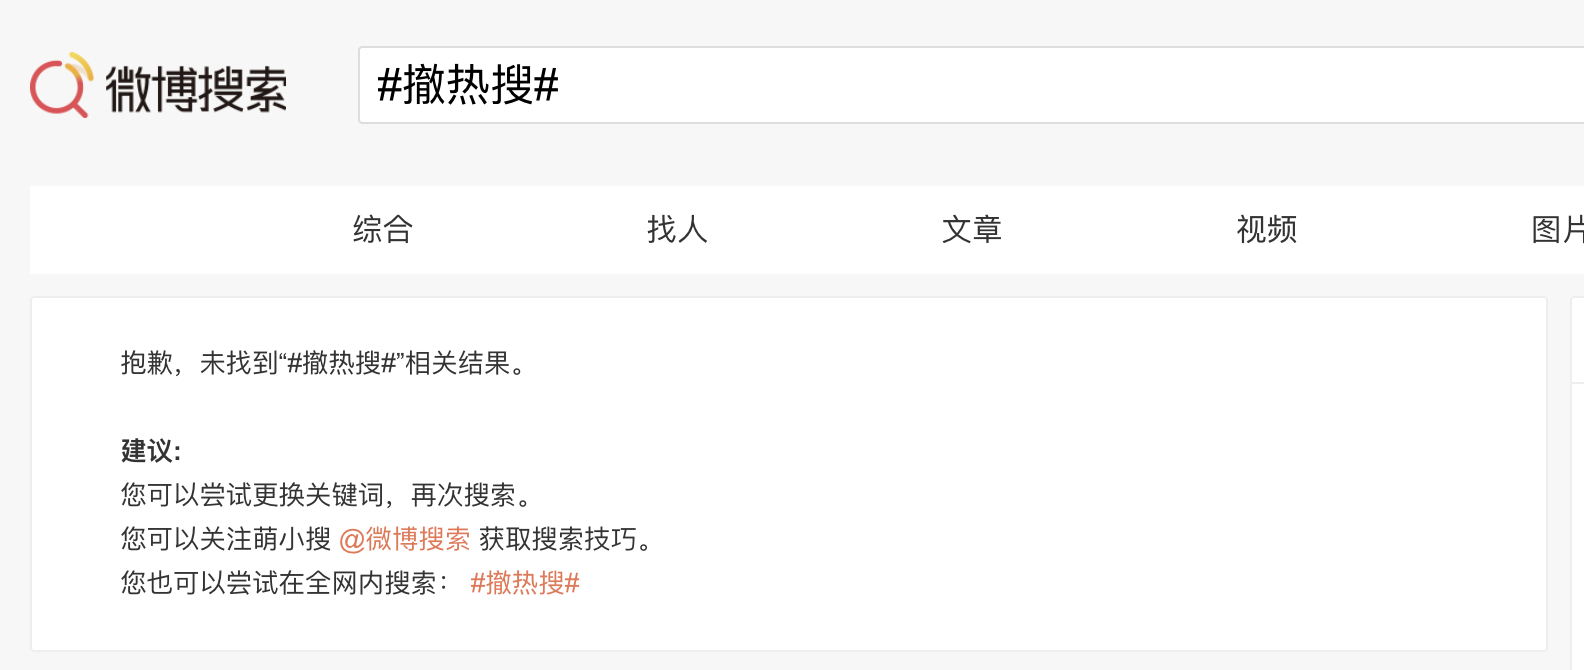 微博搜索
#撤热搜#
综合 找人 文章 视频 图片
抱歉，未找到“#撤热搜#”相关结果。
建议:
您可以尝试更换关键词，再次搜索。
您可以关注萌小搜 @微博搜索 获取搜索技巧。
您也可以尝试在全网内搜索： #撤热搜#